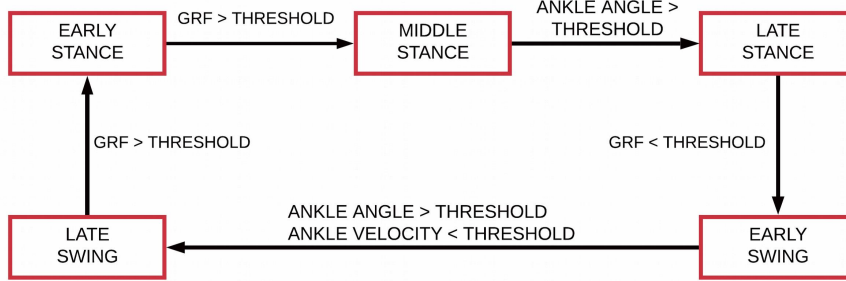 EARLY
STANCE
GRF > THRESHOLD
MIDDLE
STANCE
ANKLE ANGLE >
THRESHOLD
LATE
STANCE
GRF > THRESHOLD
GRF < THRESHOLD
LATE
SWING
ANKLE ANGLE > THRESHOLD
ANKLE VELOCITY < THRESHOLD
EARLY
SWING